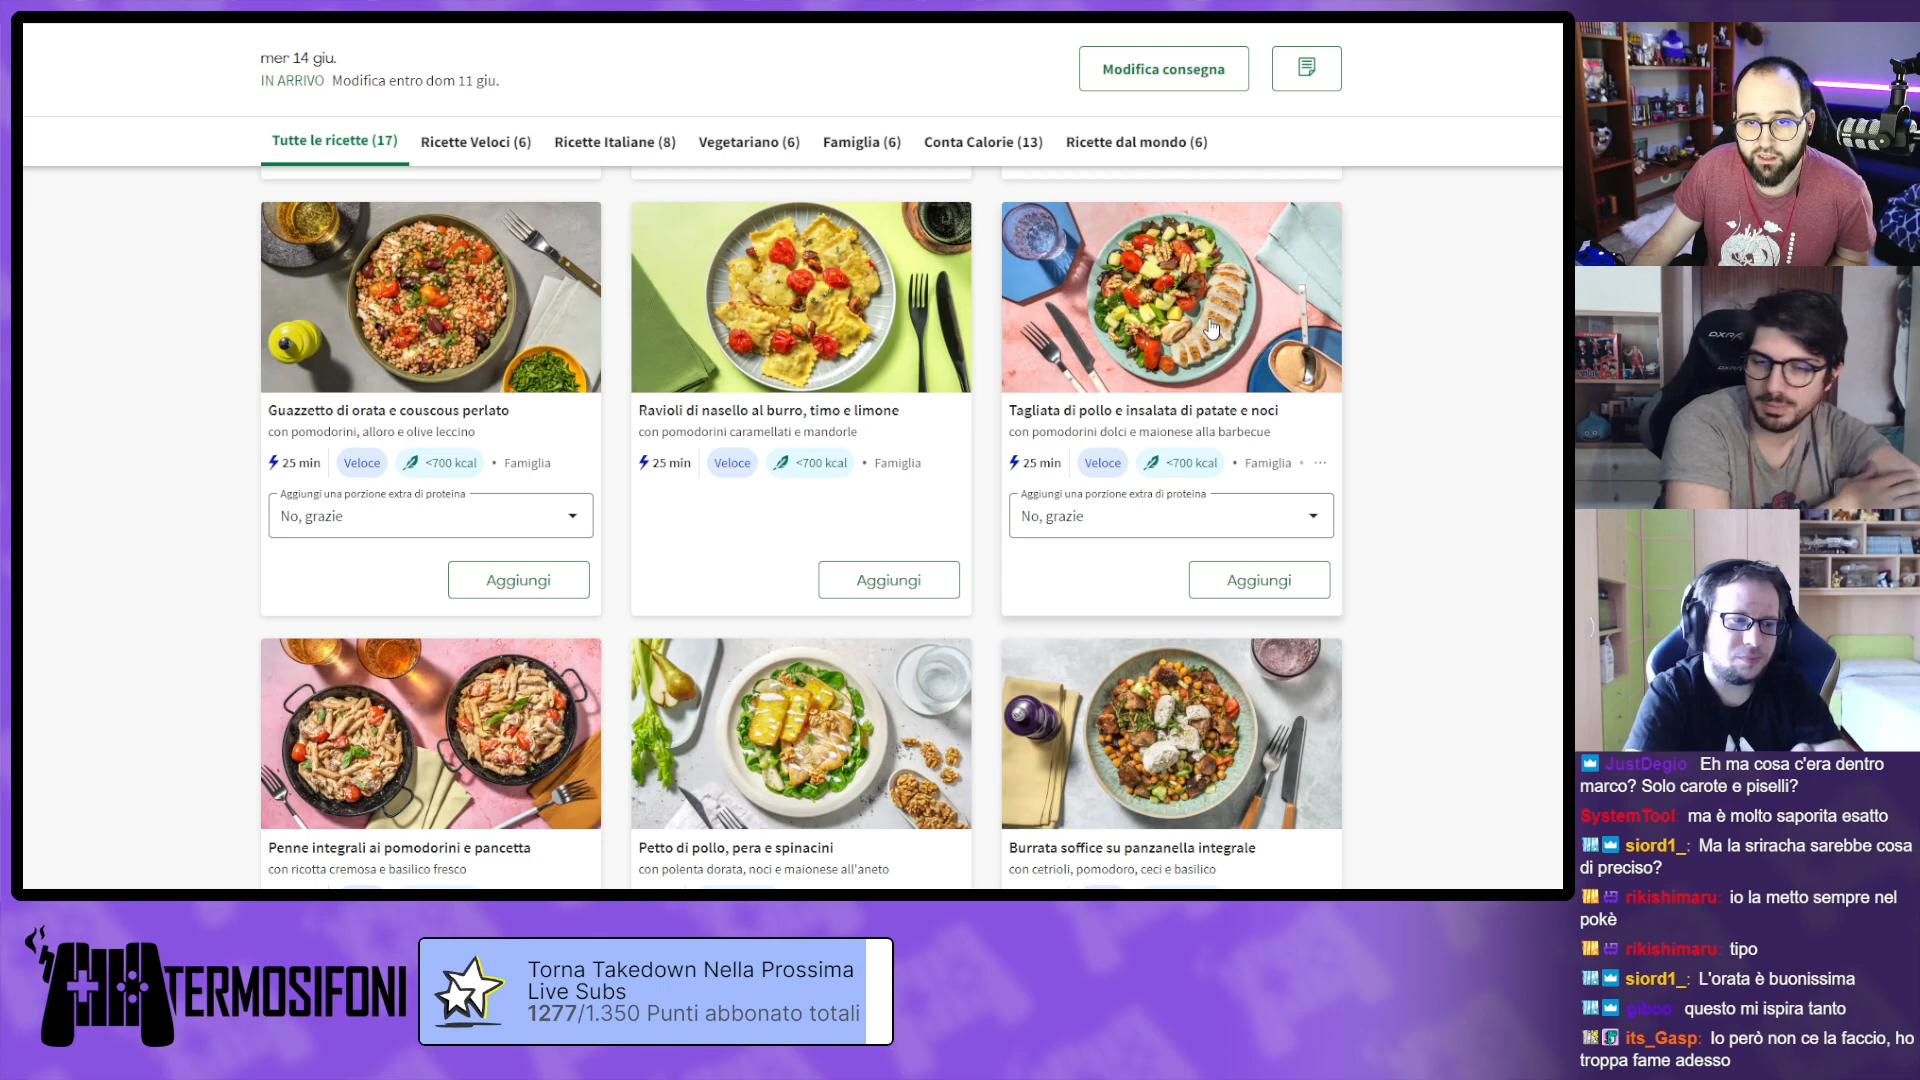 mer 14 giu.
IN ARRIVO Modifica entro dom 11 giu.
Modifica consegna
Tutte le ricette (17)
Ricette Veloci (6)
Ricette Italiane (8)
Vegetariano (6)
Famiglia (6)
Conta Calorie (13)
Ricette dal mondo (6)
Guazzetto di orata e couscous perlato
con pomodorini, alloro e olive leccino
25 min Veloce <700 kcal • Famiglia
Aggiungi una porzione extra di proteina
No, grazie
Aggiungi
Ravioli di nasello al burro, timo e limone
con pomodorini caramellati e mandorle
25 min Veloce <700 kcal • Famiglia
Aggiungi
Tagliata di pollo e insalata di patate e noci
con pomodorini dolci e maionese alla barbecue
25 min Veloce <700 kcal • Famiglia • ...
Aggiungi una porzione extra di proteina
No, grazie
Aggiungi
Penne integrali ai pomodorini e pancetta
con ricotta cremosa e basilico fresco
Petto di pollo, pera e spinacini
con polenta dorata, noci e maionese all'aneto
Burrata soffice su panzanella integrale
con cetrioli, pomodoro, ceci e basilico
JustDegio: Eh ma cosa c'era dentro
marco? Solo carote e piselli?
SystemTool: ma è molto saporita esatto
siord1_: Ma la sriracha sarebbe cosa
di preciso?
rikishimaru: io la metto sempre nel
pokè
rikishimaru: tipo
siord1_: L'orata è buonissima
giboo: questo mi ispira tanto
its_Gasp: Io però non ce la faccio, ho
troppa fame adesso
TERMOSIFONI
Torna Takedown Nella Prossima
Live Subs
1277/1.350 Punti abbonato totali